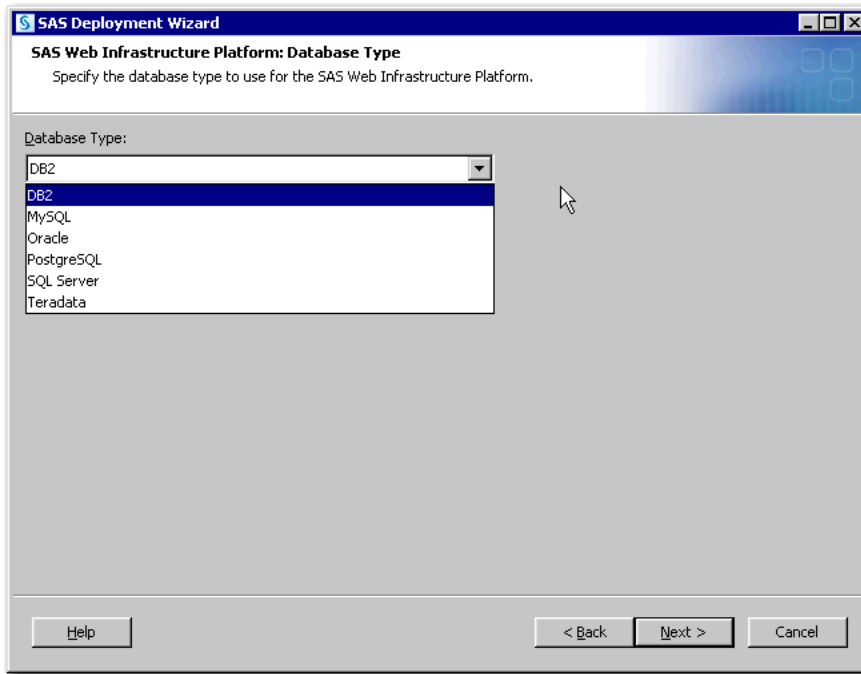 SAS Deployment Wizard
SAS Web Infrastructure Platform: Database Type
Specify the database type to use for the SAS Web Infrastructure Platform.
Database Type:
DB2
DB2
MySQL
Oracle
PostgreSQL
SQL Server
Teradata
Help
< Back
Next >
Cancel